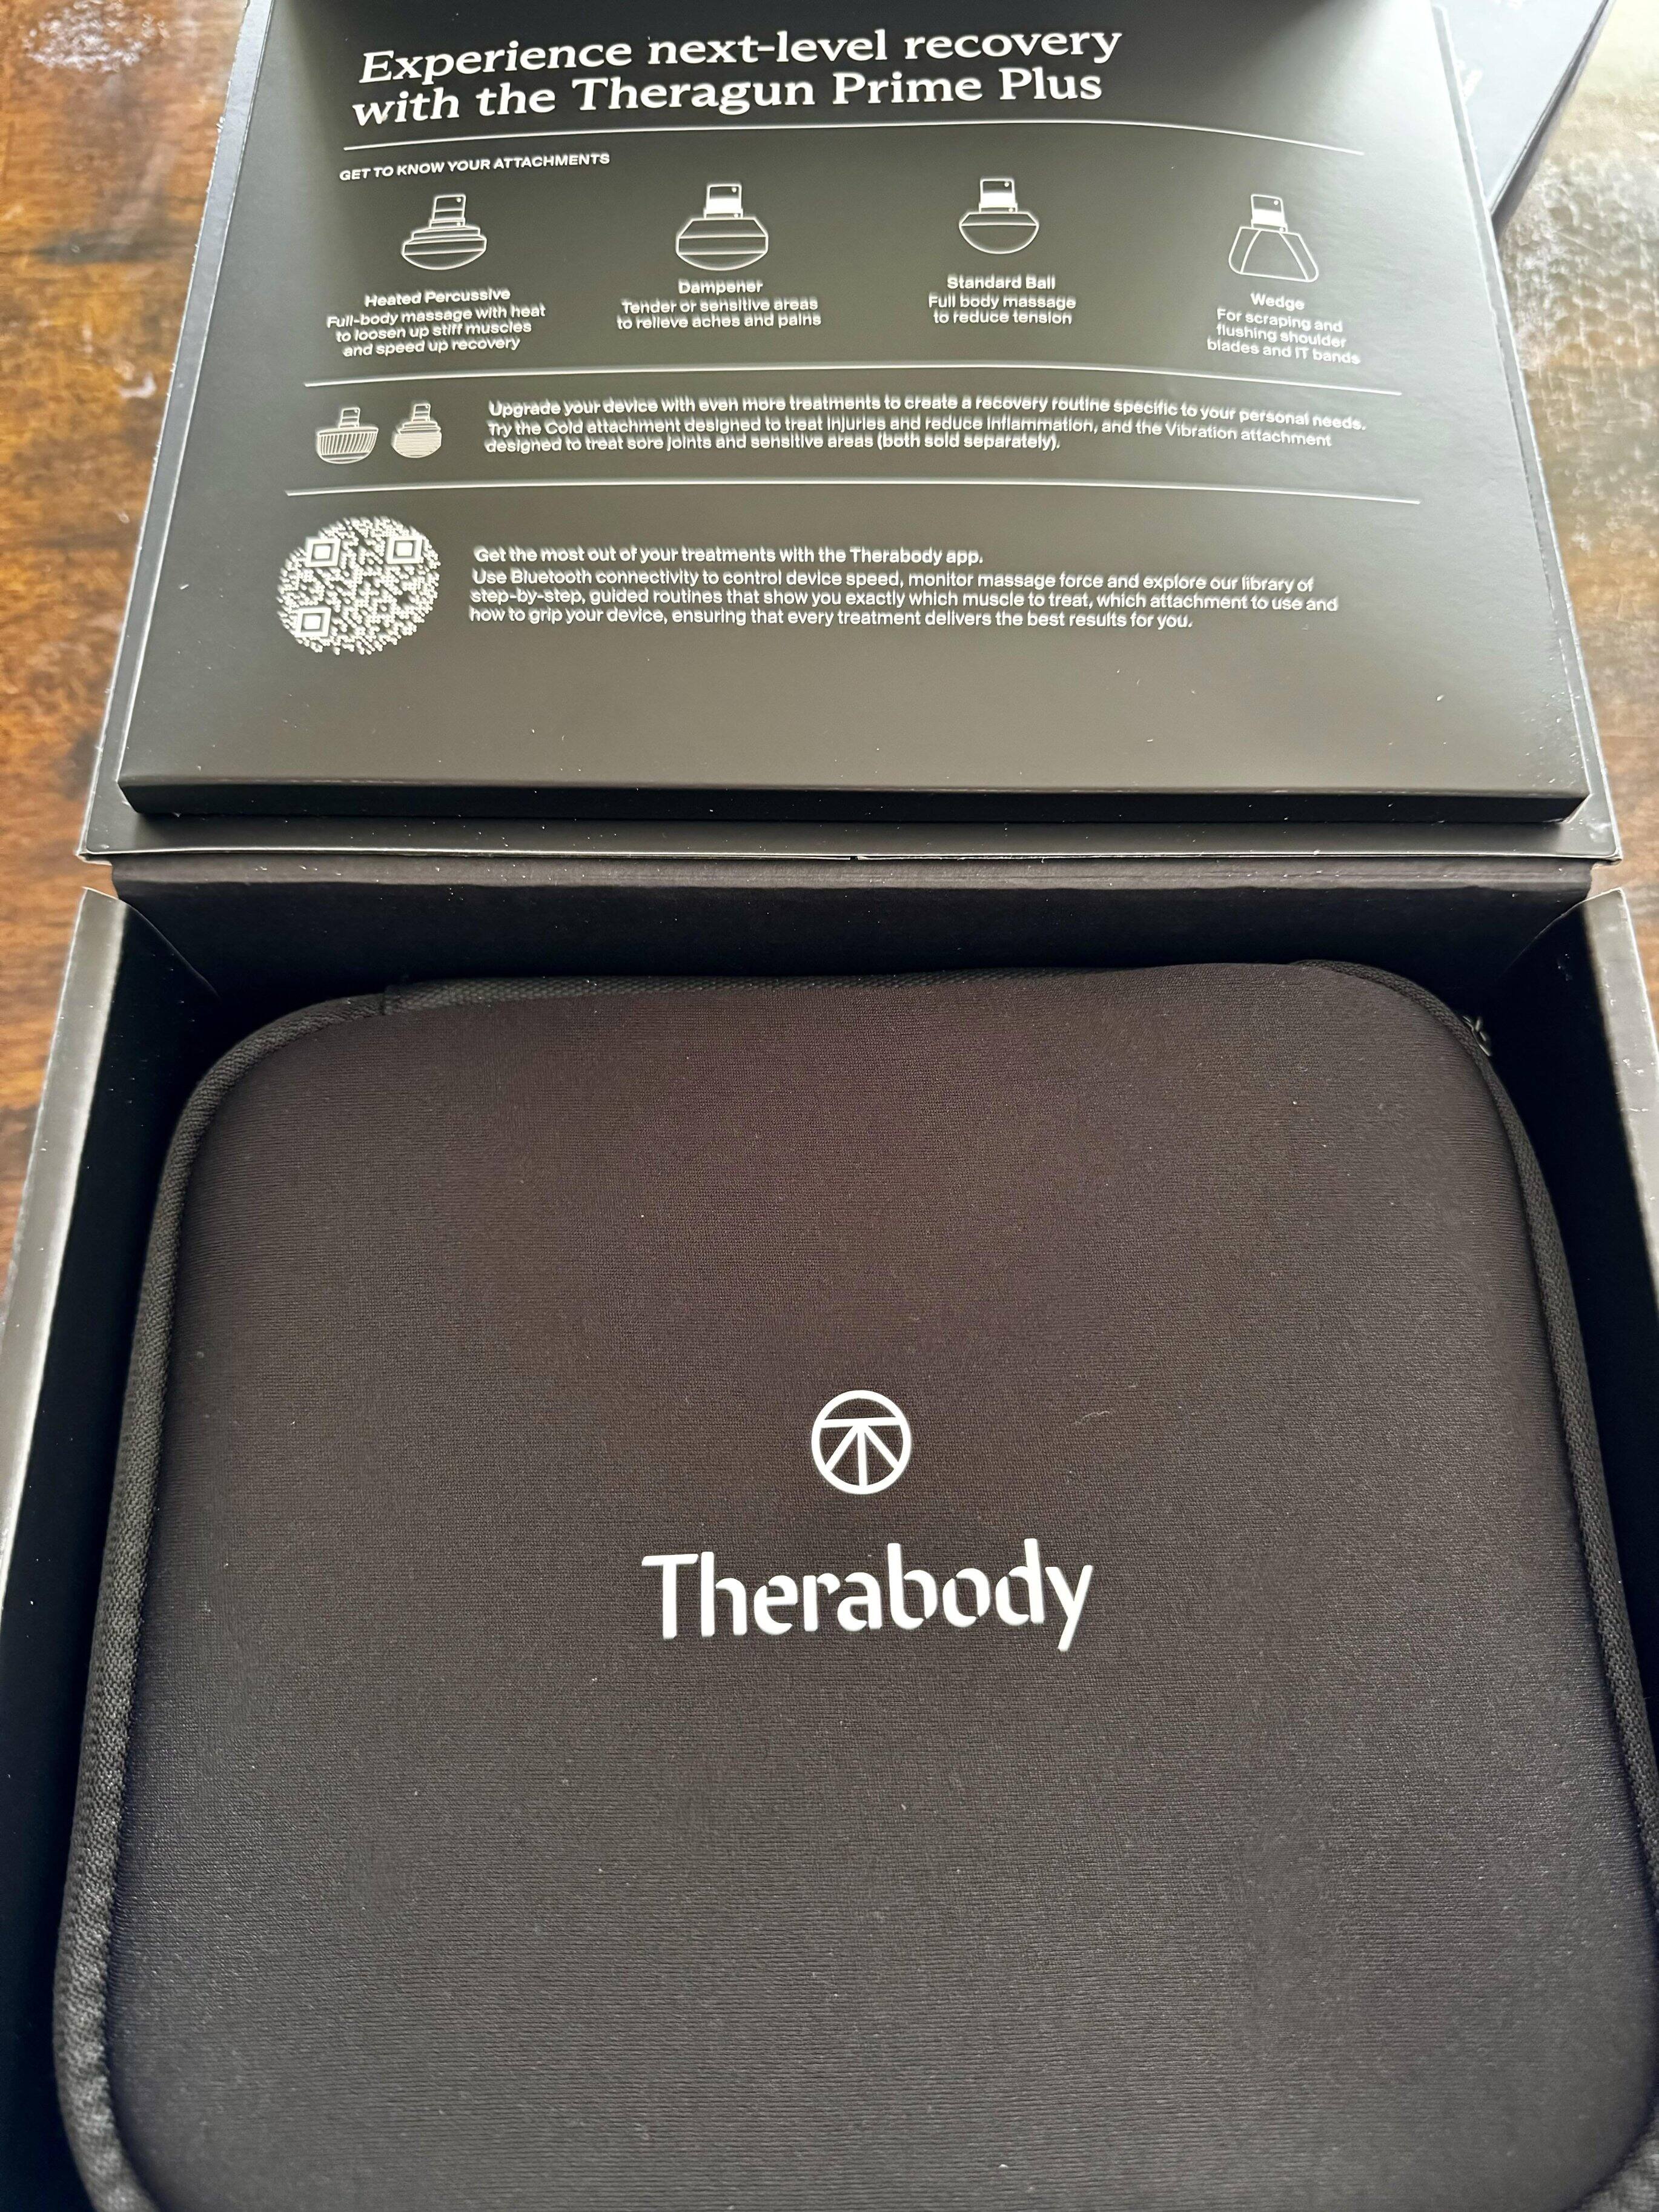 Experience next-level recovery
with the Theragun Prime Plus
GET TO KNOW YOUR ATTACHMENTS
Heated Percussive
Full-body massage with heat
to loosen up stiff muscles
and speed up recovery
Dampener
Tender or sensitive areas
to relieve aches and pains
Standard Ball
Full body massage
to reduce tension
Wedge
For scraping and
flushing shoulder
blades and IT bands
Upgrade your device with even more treatments to create a recovery routine specific to your personal needs.
Try the Cold attachment designed to treat injuries and reduce inflammation, and the Vibration attachment
designed to treat sore joints and sensitive areas (both sold separately).
Get the most out of your treatments with the Therabody app.
Use Bluetooth connectivity to control device speed, monitor massage force and explore our library of
step-by-step, guided routines that show you exactly which muscle to treat, which attachment to use and
how to grip your device, ensuring that every treatment delivers the best results for you.
Therabody